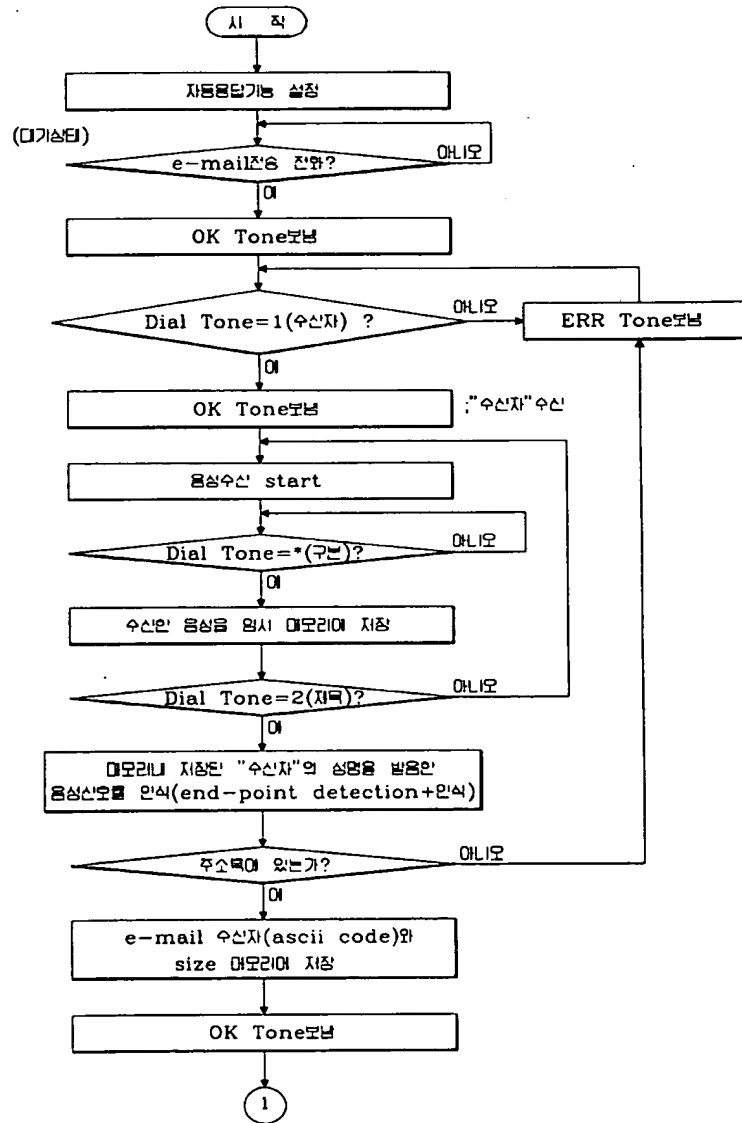 시 작
자동응답기능 설정
(대기상태)
e-mail전송 전화?
아니오
예
OK Tone보냄
Dial Tone=1(수신자) ?
아니오
ERR Tone보냄
예
OK Tone보냄
;"수신자"수신
음성수신 start
Dial Tone=*(구분)?
아니오
예
수신한 음성을 임시 메모리에 저장
Dial Tone=2(제목)?
아니오
예
메모리내 저장된 "수신자"의 성명을 발음한
음성신호를 인식(end-point detection+인식)
주소록에 있는가?
아니오
예
e-mail 수신자(ascii code)와
size 메모리에 저장
OK Tone보냄
1